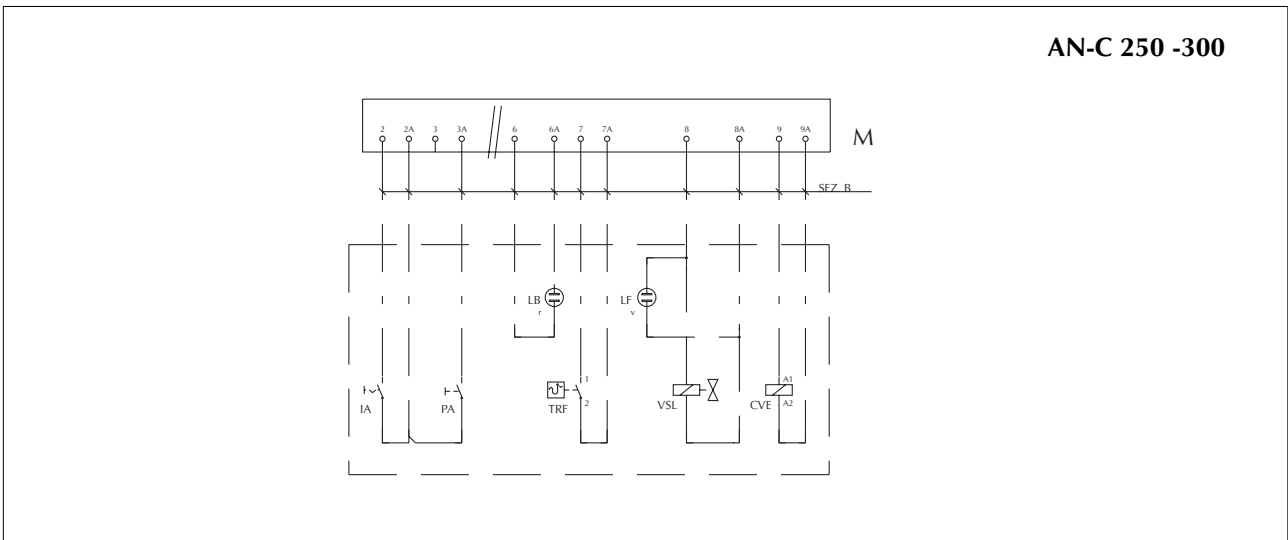 AN-C 250 -300
2 2A 3 3A 6 6A 7 7A 8 8A 9 9A
M
SEZ B
LB
r
LF
v
IA
PA
1
2
TRF
VSL
A1
CVE A2